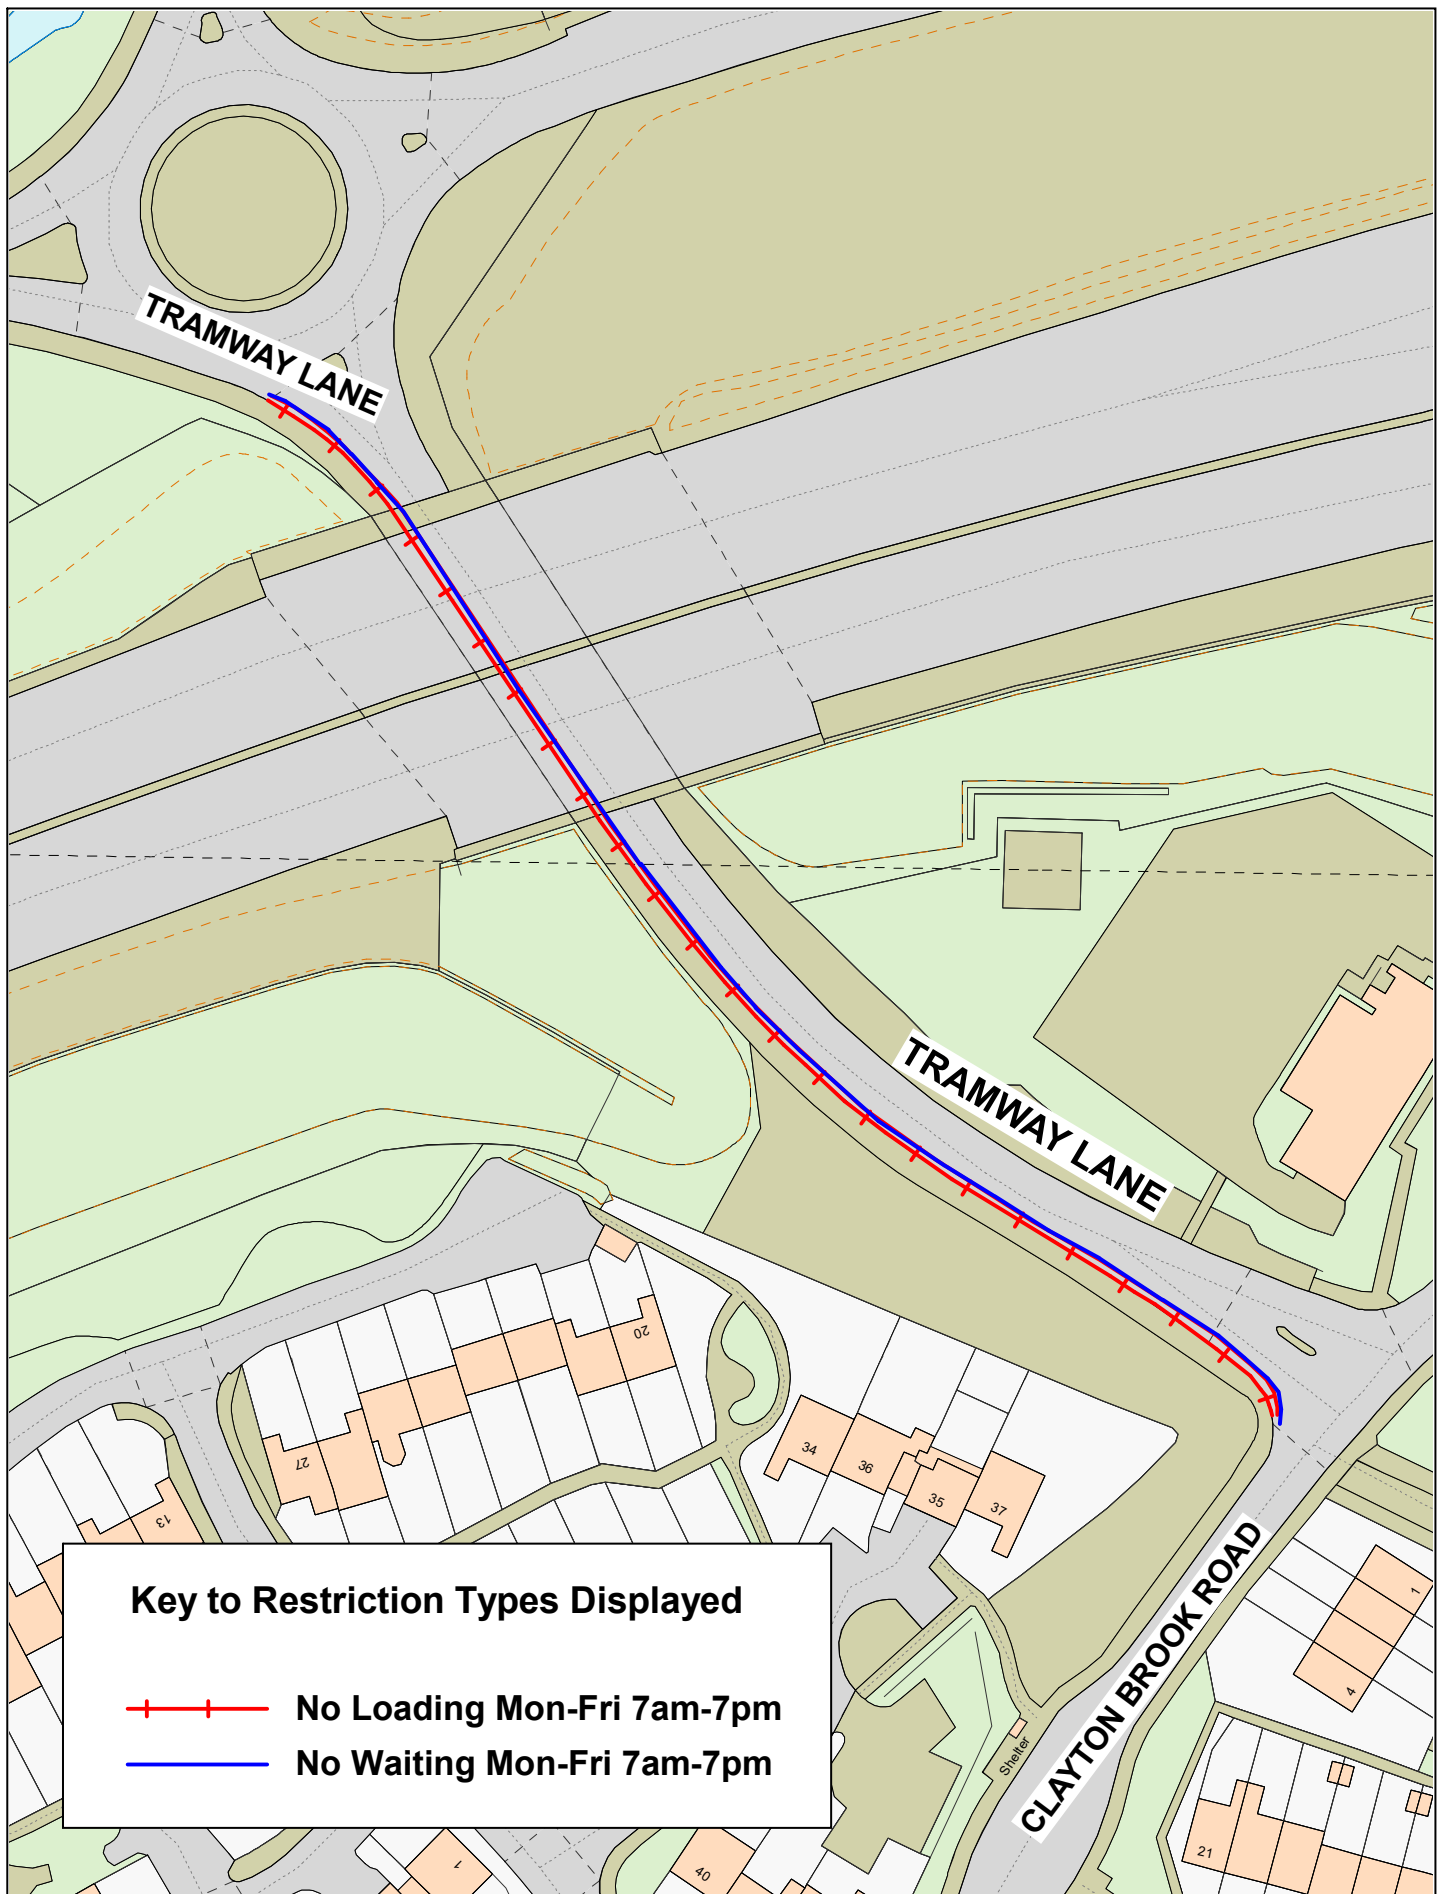 TRAMWAY LANE
TRAMWAY LANE
20
27
34
36
35
37
13
CLAYTON BROOK ROAD
1
4
Shelter
21
1
40
Key to Restriction Types Displayed
No Loading Mon-Fri 7am-7pm
No Waiting Mon-Fri 7am-7pm